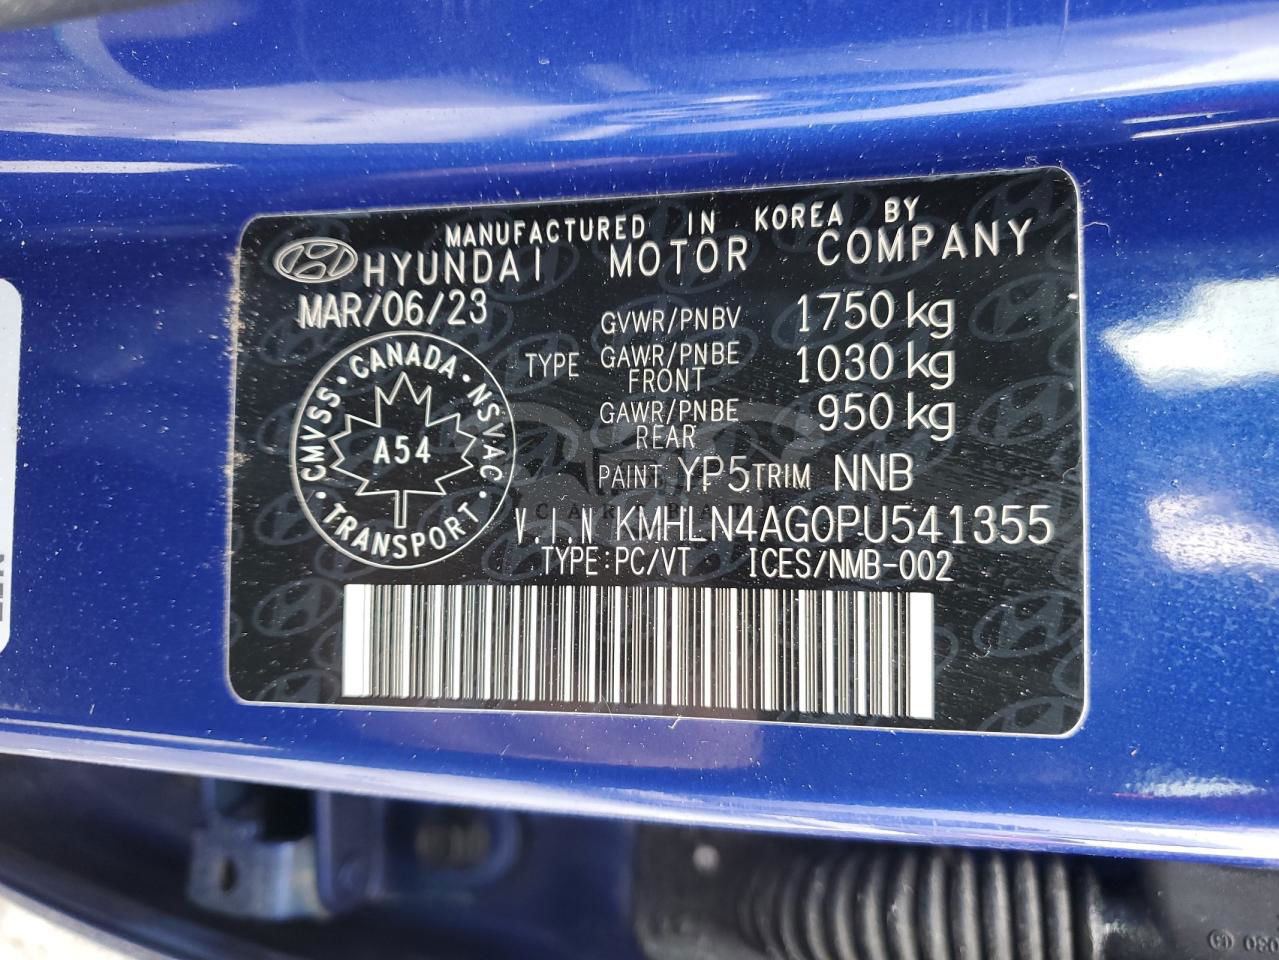 MANUFACTURED IN KOREA BY
HYUNDAI MOTOR COMPANY
MAR/06/23
GVWR/PNBV 1750 kg
TYPE GAWR/PNBE FRONT 1030 kg
GAWR/PNBE REAR 950 kg
CMVSS · CANADA · NSVAC · TRANSPORT ·
A54
PAINT YP5 TRIM NNB
V.I.N KMHLN4AG0PU541355
TYPE:PC/VT ICES/NMB-002